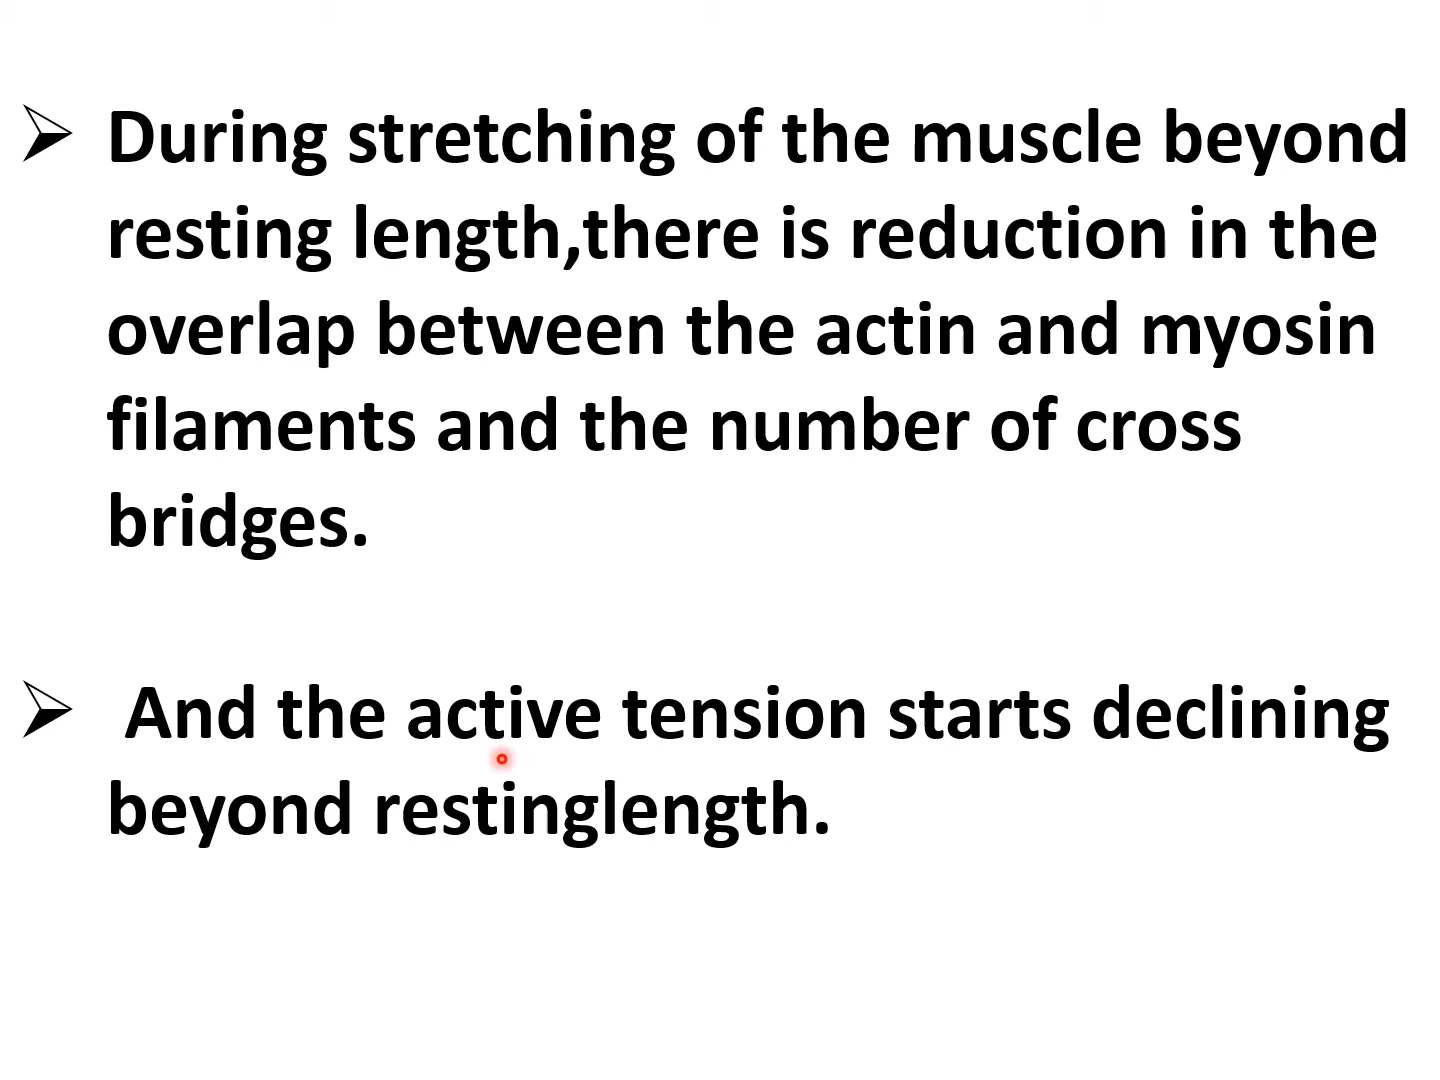 ➢ During stretching of the muscle beyond
resting length,there is reduction in the
overlap between the actin and myosin
filaments and the number of cross
bridges.
➢ And the active tension starts declining
beyond restinglength.